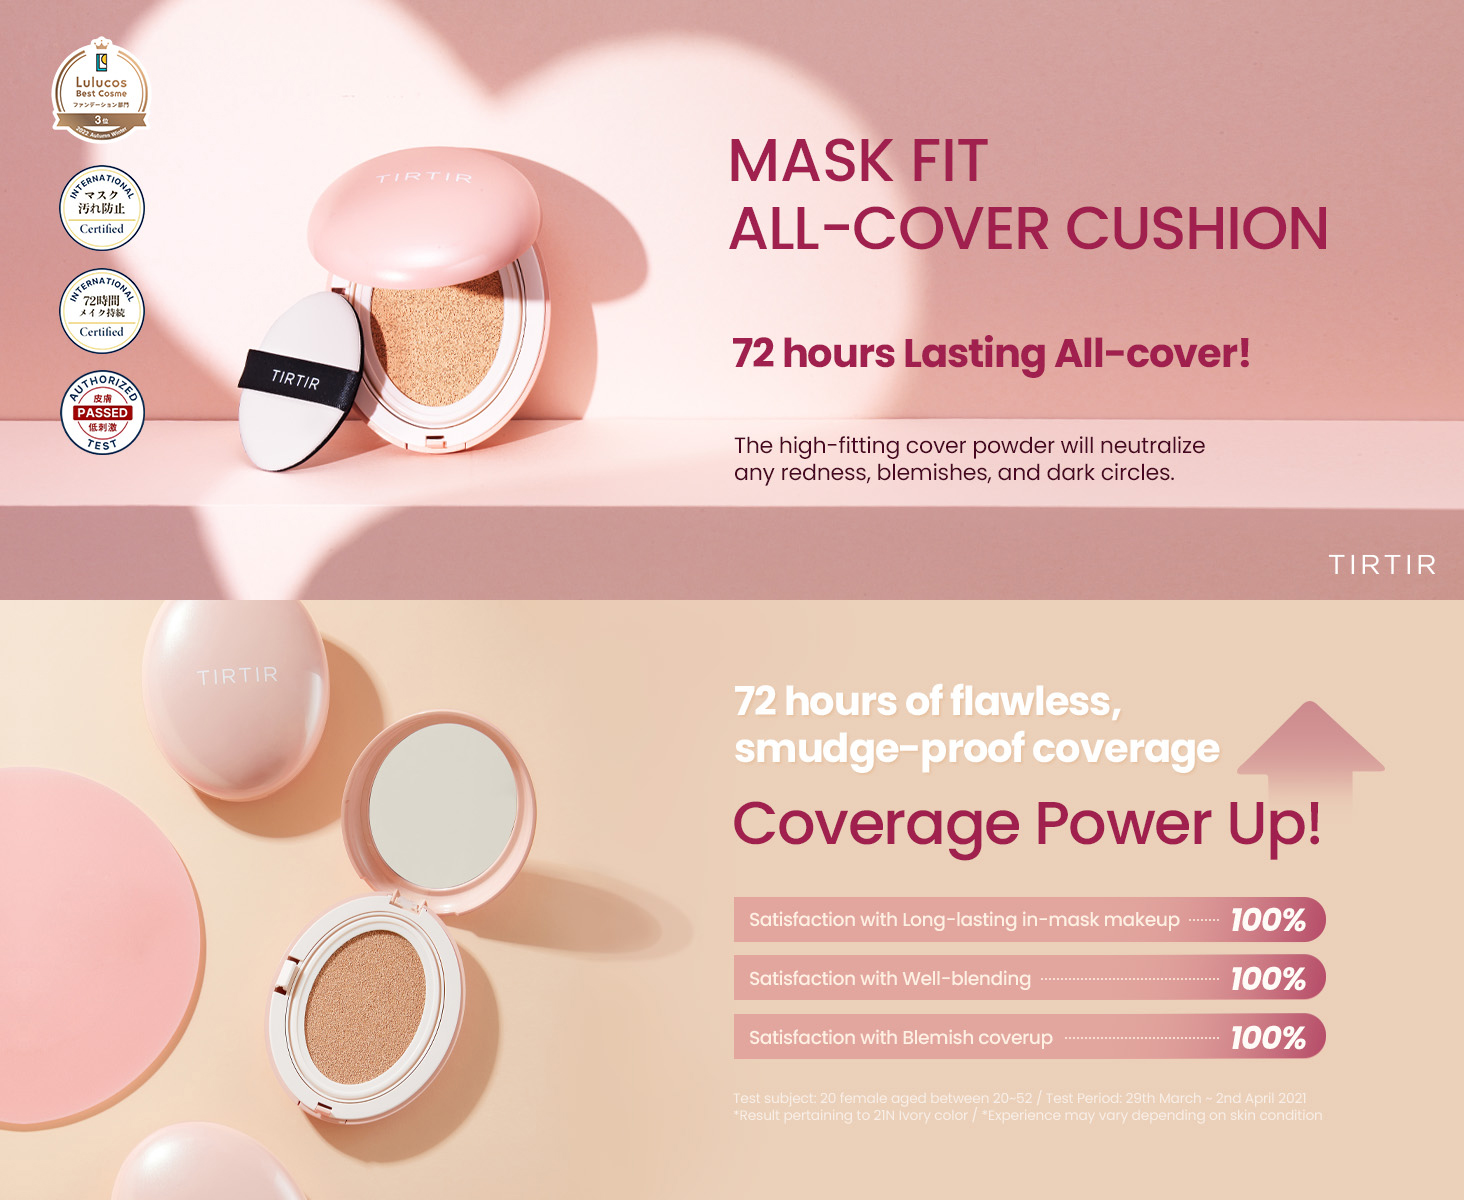 Lulucos
Best Cosme
ファンデーション部門
3位
2022 Autumn Winter
INTERNATIONAL
マスク
汚れ防止
Certified
INTERNATIONAL
72時間
メイク持続
Certified
AUTHORIZED
皮膚
PASSED
低刺激
TEST
TIRTIR
TIRTIR
MASK FIT
ALL-COVER CUSHION
72 hours Lasting All-cover!
The high-fitting cover powder will neutralize
any redness, blemishes, and dark circles.
TIRTIR
TIRTIR
72 hours of flawless,
smudge-proof coverage
Coverage Power Up!
Satisfaction with Long-lasting in-mask makeup 100%
Satisfaction with Well-blending 100%
Satisfaction with Blemish coverup 100%
Test subject: 20 female aged between 20-52 / Test Period: 29th March - 2nd April 2021
*Result pertaining to 21N Ivory color / *Experience may vary depending on skin condition